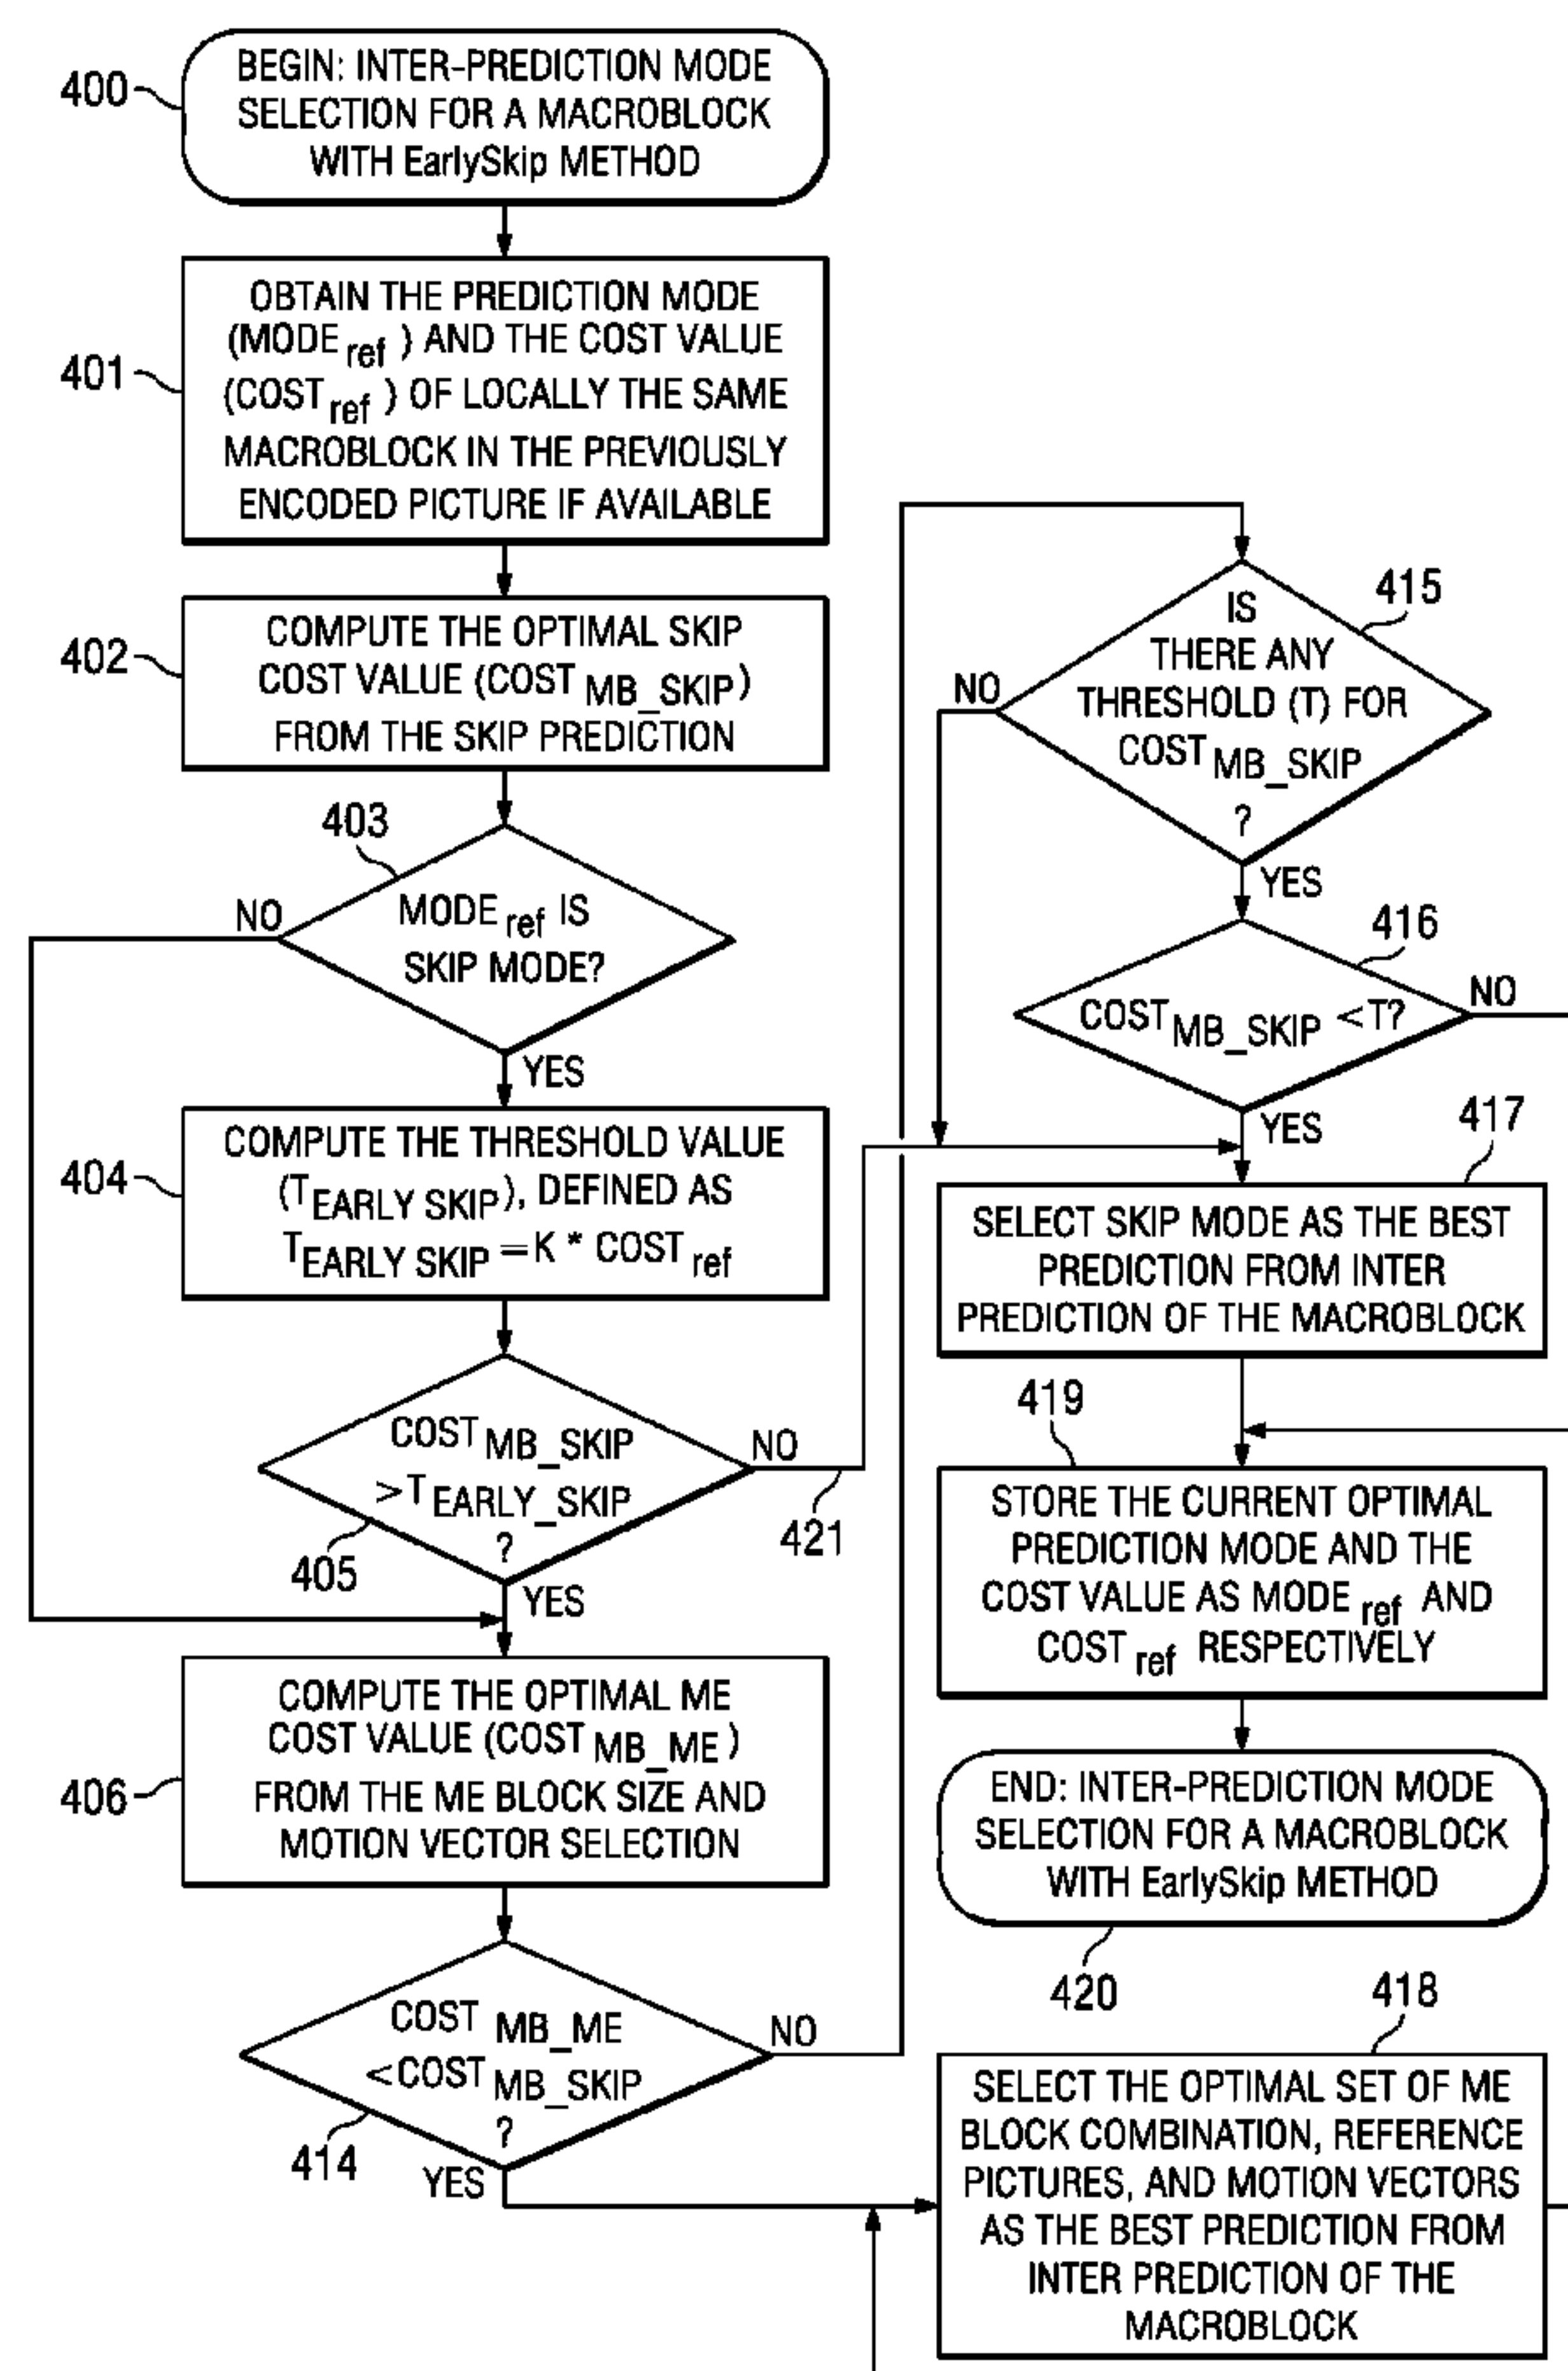 400
BEGIN: INTER-PREDICTION MODE
SELECTION FOR A MACROBLOCK
WITH EarlySkip METHOD
401
OBTAIN THE PREDICTION MODE
(MODE ref ) AND THE COST VALUE
(COST ref ) OF LOCALLY THE SAME
MACROBLOCK IN THE PREVIOUSLY
ENCODED PICTURE IF AVAILABLE
402
COMPUTE THE OPTIMAL SKIP
COST VALUE (COST MB_SKIP)
FROM THE SKIP PREDICTION
403
NO
MODE ref IS
SKIP MODE?
YES
404
COMPUTE THE THRESHOLD VALUE
(T EARLY SKIP), DEFINED AS
T EARLY SKIP = K * COST ref
COST MB_SKIP
>T EARLY_SKIP
?
NO
405
421
YES
406
COMPUTE THE OPTIMAL ME
COST VALUE (COST MB_ME )
FROM THE ME BLOCK SIZE AND
MOTION VECTOR SELECTION
COST MB_ME
<COST MB_SKIP
?
NO
414
YES
415
IS
THERE ANY
THRESHOLD (T) FOR
COST MB_SKIP
?
NO
YES
416
COST MB_SKIP <T?
NO
YES
417
SELECT SKIP MODE AS THE BEST
PREDICTION FROM INTER
PREDICTION OF THE MACROBLOCK
419
STORE THE CURRENT OPTIMAL
PREDICTION MODE AND THE
COST VALUE AS MODE ref AND
COST ref RESPECTIVELY
END: INTER-PREDICTION MODE
SELECTION FOR A MACROBLOCK
WITH EarlySkip METHOD
420
418
SELECT THE OPTIMAL SET OF ME
BLOCK COMBINATION, REFERENCE
PICTURES, AND MOTION VECTORS
AS THE BEST PREDICTION FROM
INTER PREDICTION OF THE
MACROBLOCK